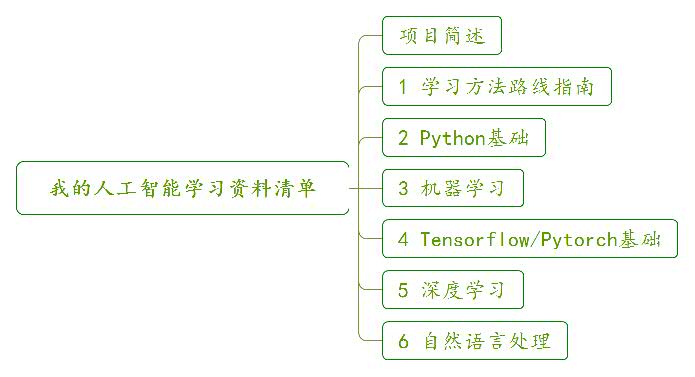 我的人工智能学习资料清单
项目简述
1 学习方法路线指南
2 Python基础
3 机器学习
4 Tensorflow/Pytorch基础
5 深度学习
6 自然语言处理